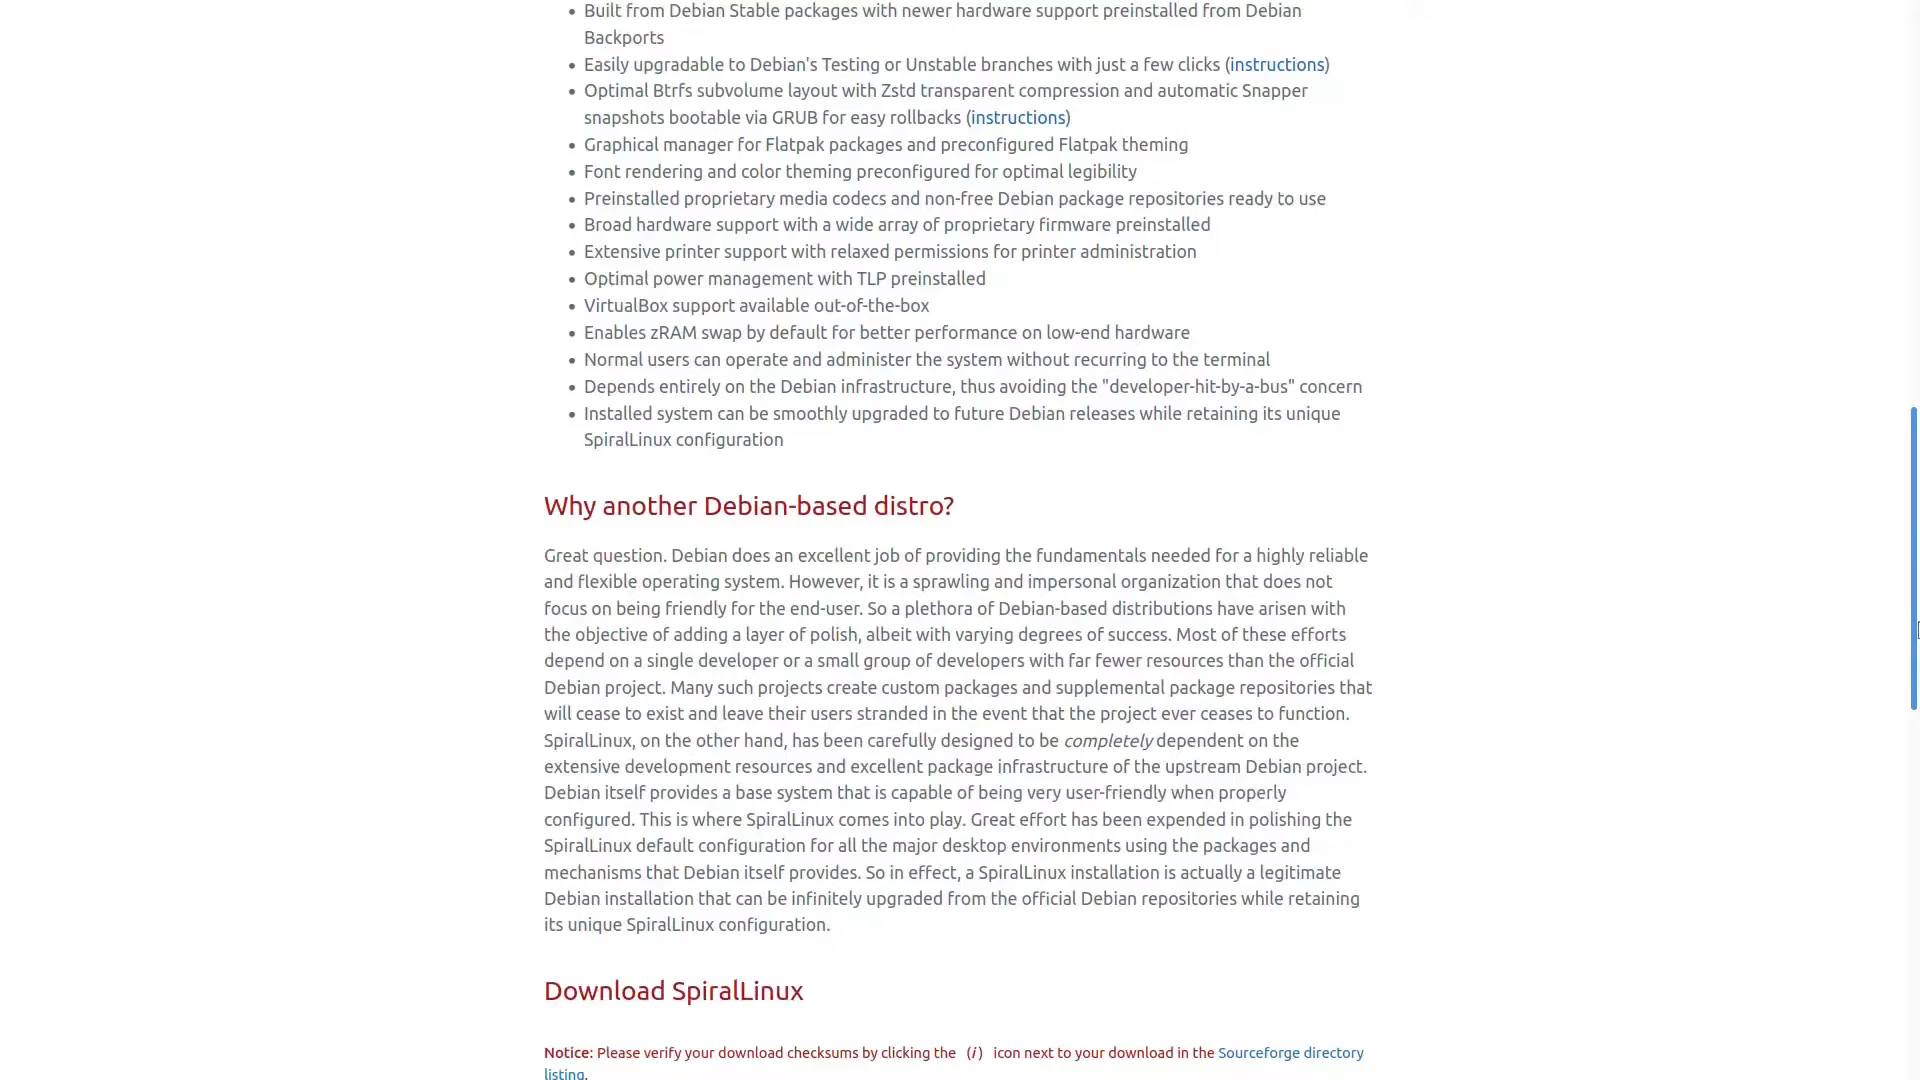 • Built from Debian Stable packages with newer hardware support preinstalled from Debian
Backports
• Easily upgradable to Debian's Testing or Unstable branches with just a few clicks (instructions)
• Optimal Btrfs subvolume layout with Zstd transparent compression and automatic Snapper
snapshots bootable via GRUB for easy rollbacks (instructions)
• Graphical manager for Flatpak packages and preconfigured Flatpak theming
• Font rendering and color theming preconfigured for optimal legibility
• Preinstalled proprietary media codecs and non-free Debian package repositories ready to use
• Broad hardware support with a wide array of proprietary firmware preinstalled
• Extensive printer support with relaxed permissions for printer administration
• Optimal power management with TLP preinstalled
• VirtualBox support available out-of-the-box
• Enables zRAM swap by default for better performance on low-end hardware
• Normal users can operate and administer the system without recurring to the terminal
• Depends entirely on the Debian infrastructure, thus avoiding the "developer-hit-by-a-bus" concern
• Installed system can be smoothly upgraded to future Debian releases while retaining its unique
SpiralLinux configuration
Why another Debian-based distro?
Great question. Debian does an excellent job of providing the fundamentals needed for a highly reliable
and flexible operating system. However, it is a sprawling and impersonal organization that does not
focus on being friendly for the end-user. So a plethora of Debian-based distributions have arisen with
the objective of adding a layer of polish, albeit with varying degrees of success. Most of these efforts
depend on a single developer or a small group of developers with far fewer resources than the official
Debian project. Many such projects create custom packages and supplemental package repositories that
will cease to exist and leave their users stranded in the event that the project ever ceases to function.
SpiralLinux, on the other hand, has been carefully designed to be completely dependent on the
extensive development resources and excellent package infrastructure of the upstream Debian project.
Debian itself provides a base system that is capable of being very user-friendly when properly
configured. This is where SpiralLinux comes into play. Great effort has been expended in polishing the
SpiralLinux default configuration for all the major desktop environments using the packages and
mechanisms that Debian itself provides. So in effect, a SpiralLinux installation is actually a legitimate
Debian installation that can be infinitely upgraded from the official Debian repositories while retaining
its unique SpiralLinux configuration.
Download SpiralLinux
Notice: Please verify your download checksums by clicking the (i) icon next to your download in the Sourceforge directory
listing.